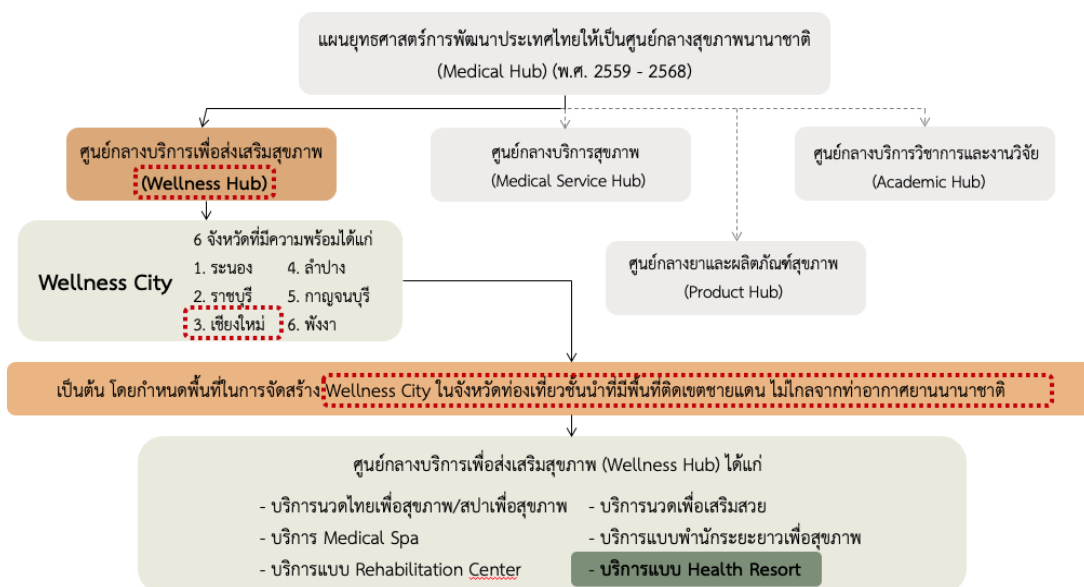 แผนยุทธศาสตร์การพัฒนาประเทศไทยให้เป็นศูนย์กลางสุขภาพนานาชาติ
(Medical Hub) (พ.ศ. 2559 - 2568)
ศูนย์กลางบริการเพื่อส่งเสริมสุขภาพ
(Wellness Hub)
ศูนย์กลางบริการสุขภาพ
(Medical Service Hub)
ศูนย์กลางบริการวิชาการและงานวิจัย
(Academic Hub)
ศูนย์กลางยาและผลิตภัณฑ์สุขภาพ
(Product Hub)
Wellness City
6 จังหวัดที่มีความพร้อมได้แก่
1. ระนอง 4. ลำปาง
2. ราชบุรี 5. กาญจนบุรี
3. เชียงใหม่ 6. พังงา
เป็นต้น โดยกำหนดพื้นที่ในการจัดสร้าง Wellness City ในจังหวัดท่องเที่ยวชั้นนำที่มีพื้นที่ติดเขตชายแดน ไม่ไกลจากท่าอากาศยานนานาชาติ
ศูนย์กลางบริการเพื่อส่งเสริมสุขภาพ (Wellness Hub) ได้แก่
- บริการนวดไทยเพื่อสุขภาพ/สปาเพื่อสุขภาพ - บริการนวดเพื่อเสริมสวย
- บริการ Medical Spa - บริการแบบพำนักระยะยาวเพื่อสุขภาพ
- บริการแบบ Rehabilitation Center - บริการแบบ Health Resort